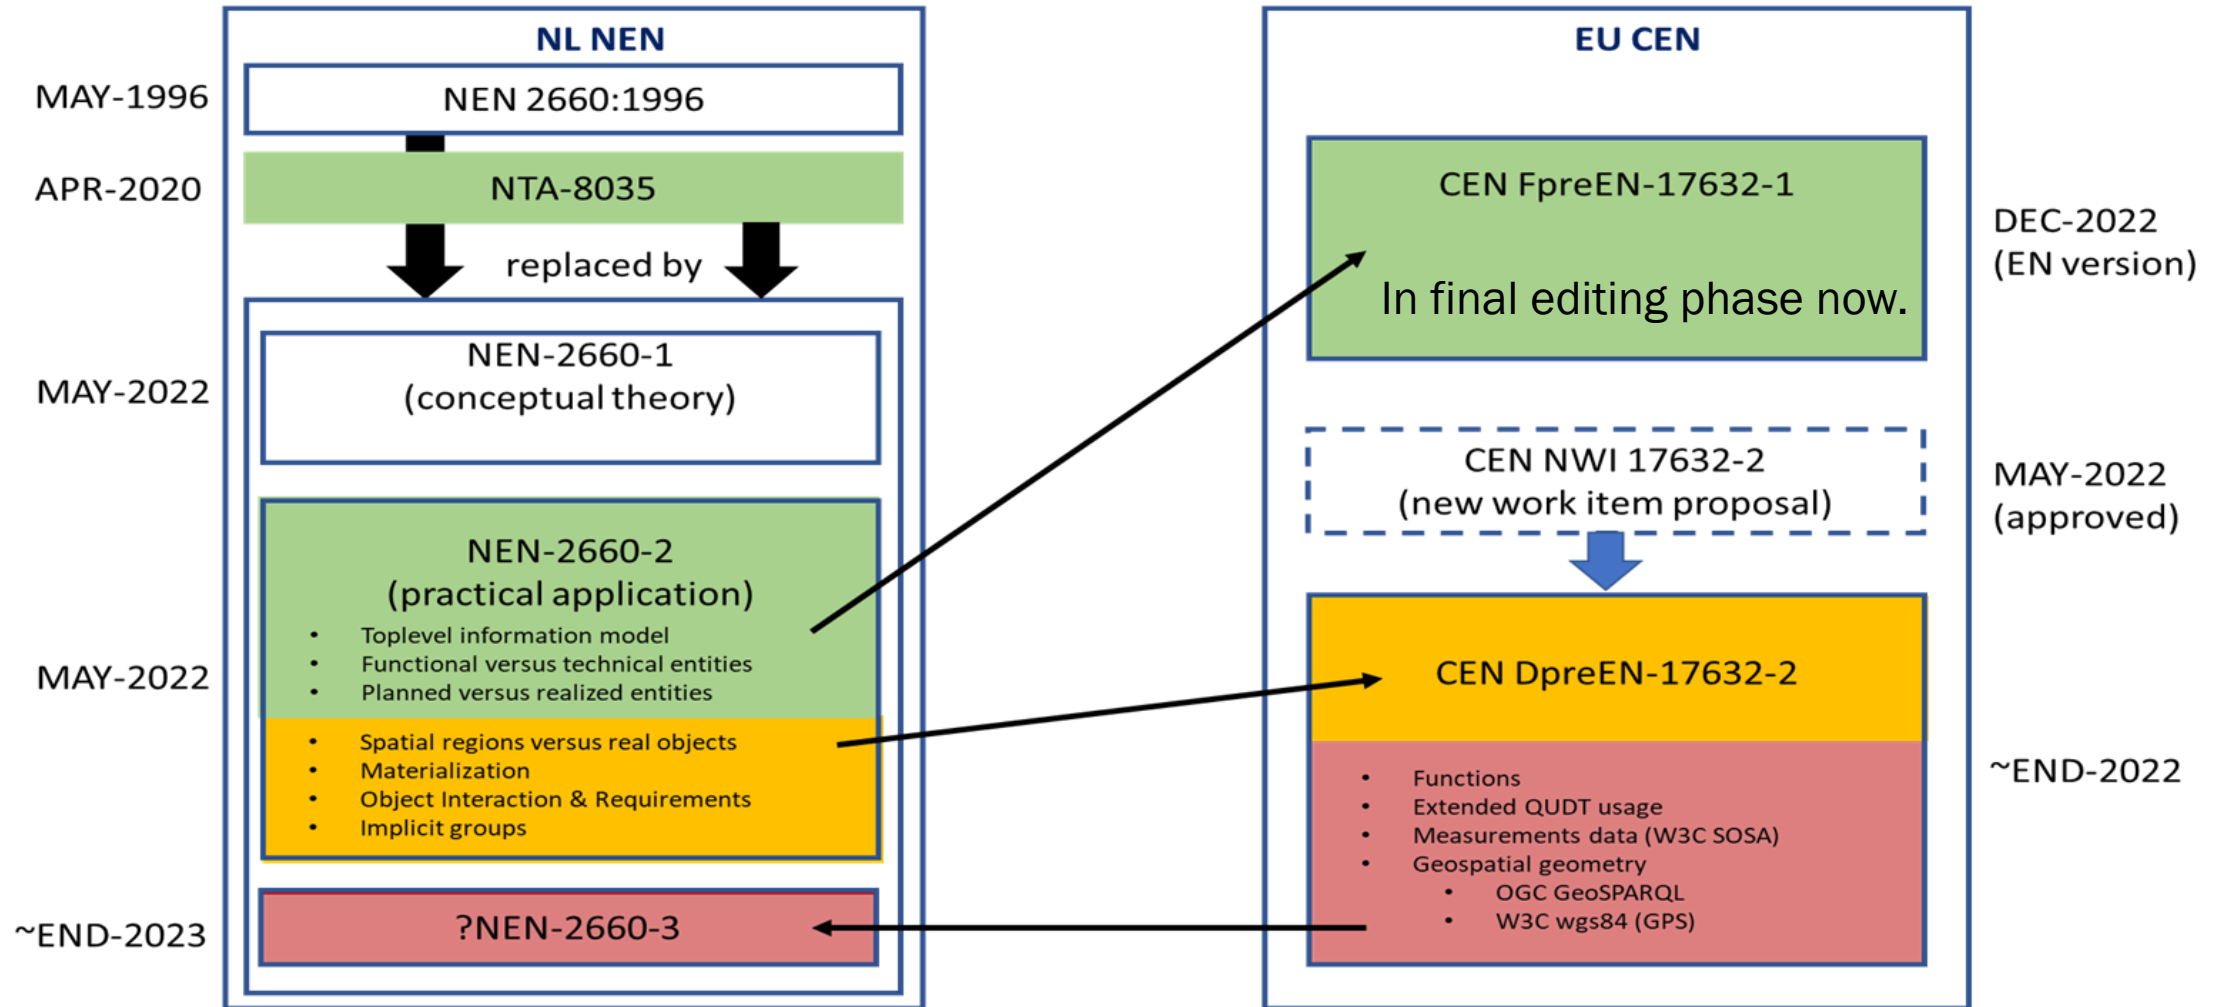 NL NEN
MAY-1996
NEN 2660:1996
APR-2020
NTA-8035
replaced by
MAY-2022
NEN-2660-1
(conceptual theory)
MAY-2022
NEN-2660-2
(practical application)
• Toplevel information model
• Functional versus technical entities
• Planned versus realized entities
• Spatial regions versus real objects
• Materialization
• Object Interaction & Requirements
• Implicit groups
~END-2023
?NEN-2660-3
EU CEN
CEN FpreEN-17632-1
In final editing phase now.
DEC-2022
(EN version)
CEN NWI 17632-2
(new work item proposal)
MAY-2022
(approved)
CEN DpreEN-17632-2
~END-2022
• Functions
• Extended QUDT usage
• Measurements data (W3C SOSA)
• Geospatial geometry
• OGC GeoSPARQL
• W3C wgs84 (GPS)